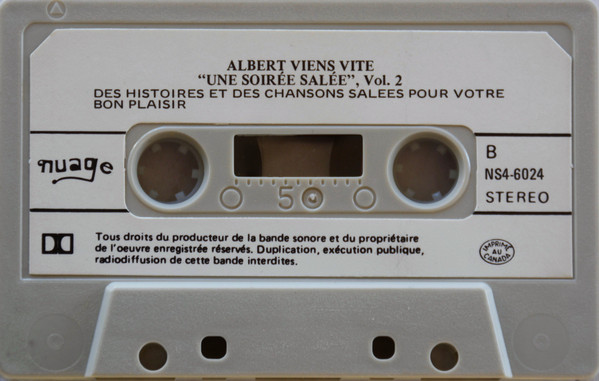 ALBERT VIENS VITE
“UNE SOIRÉE SALÉE”, Vol. 2
DES HISTOIRES ET DES CHANSONS SALEES POUR VOTRE
BON PLAISIR
nuage
5
B
NS4-6024
STEREO
Tous droits du producteur de la bande sonore et du propriétaire
de l'oeuvre enregistrée réservés. Duplication, exécution publique,
radiodiffusion de cette bande interdites.
IMPRIMÉ
AU
CANADA